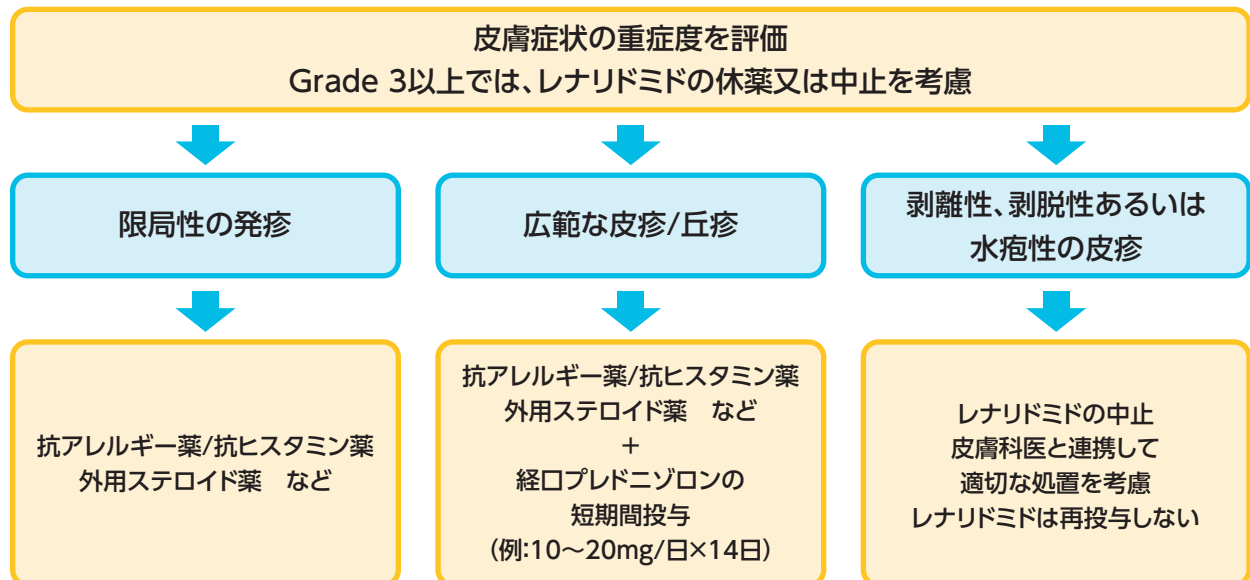 皮膚症状の重症度を評価
Grade 3以上では、レナリドミドの休薬又は中止を考慮
限局性の発疹
広範な皮疹/丘疹
剥離性、剥脱性あるいは
水疱性の皮疹
抗アレルギー薬/抗ヒスタミン薬
外用ステロイド薬　など
抗アレルギー薬/抗ヒスタミン薬
外用ステロイド薬　など
+
経口プレドニゾロンの
短期間投与
(例:10〜20mg/日×14日)
レナリドミドの中止
皮膚科医と連携して
適切な処置を考慮
レナリドミドは再投与しない